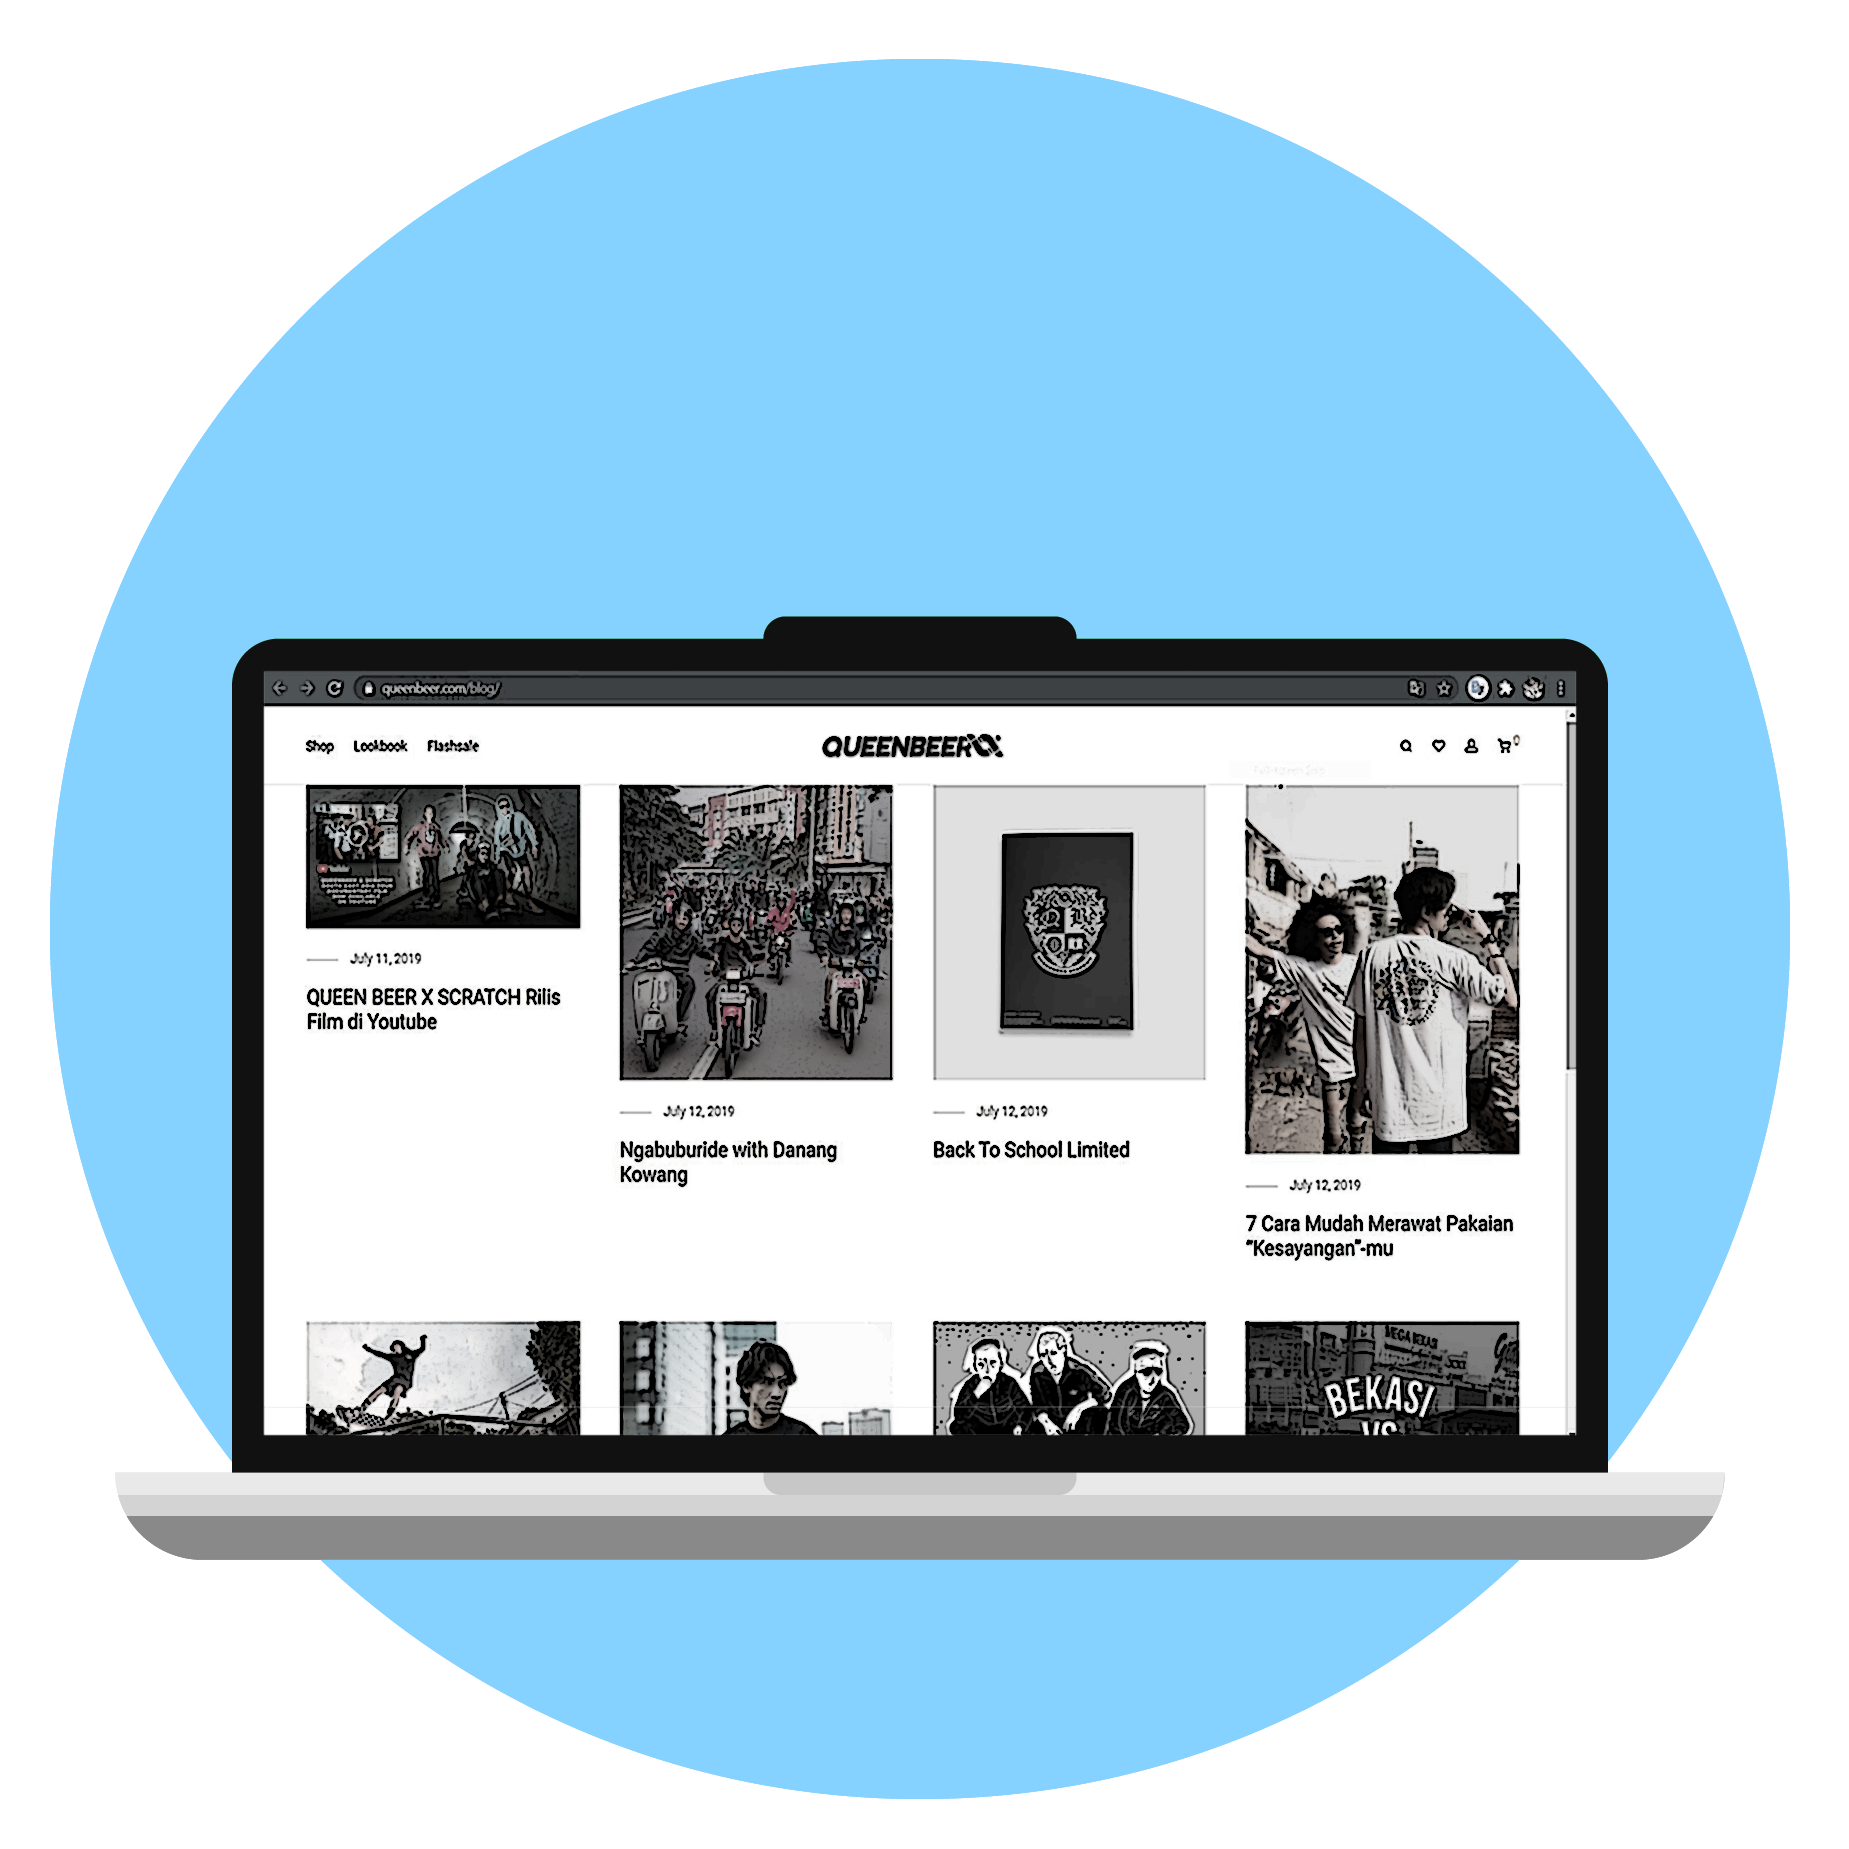 queenbeer.com/blog/
Shop Lookbook Flashsale
QUEENBEER
0
July 11, 2019
QUEEN BEER X SCRATCH Rilis
Film di Youtube
July 12, 2019
Ngabuburide with Danang
Kowang
July 12, 2019
Back To School Limited
July 12, 2019
7 Cara Mudah Merawat Pakaian
"Kesayangan"-mu
BEKASI
VS